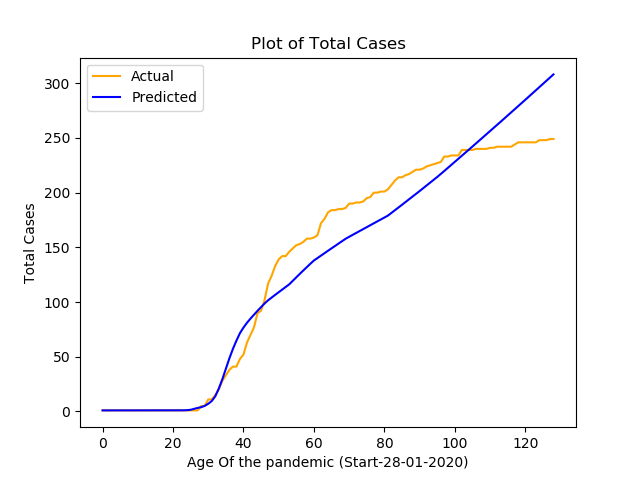 Plot of Total Cases
Actual
Predicted
300
250
200
150
100
50
0
Total Cases
0 20 40 60 80 100 120
Age Of the pandemic (Start-28-01-2020)